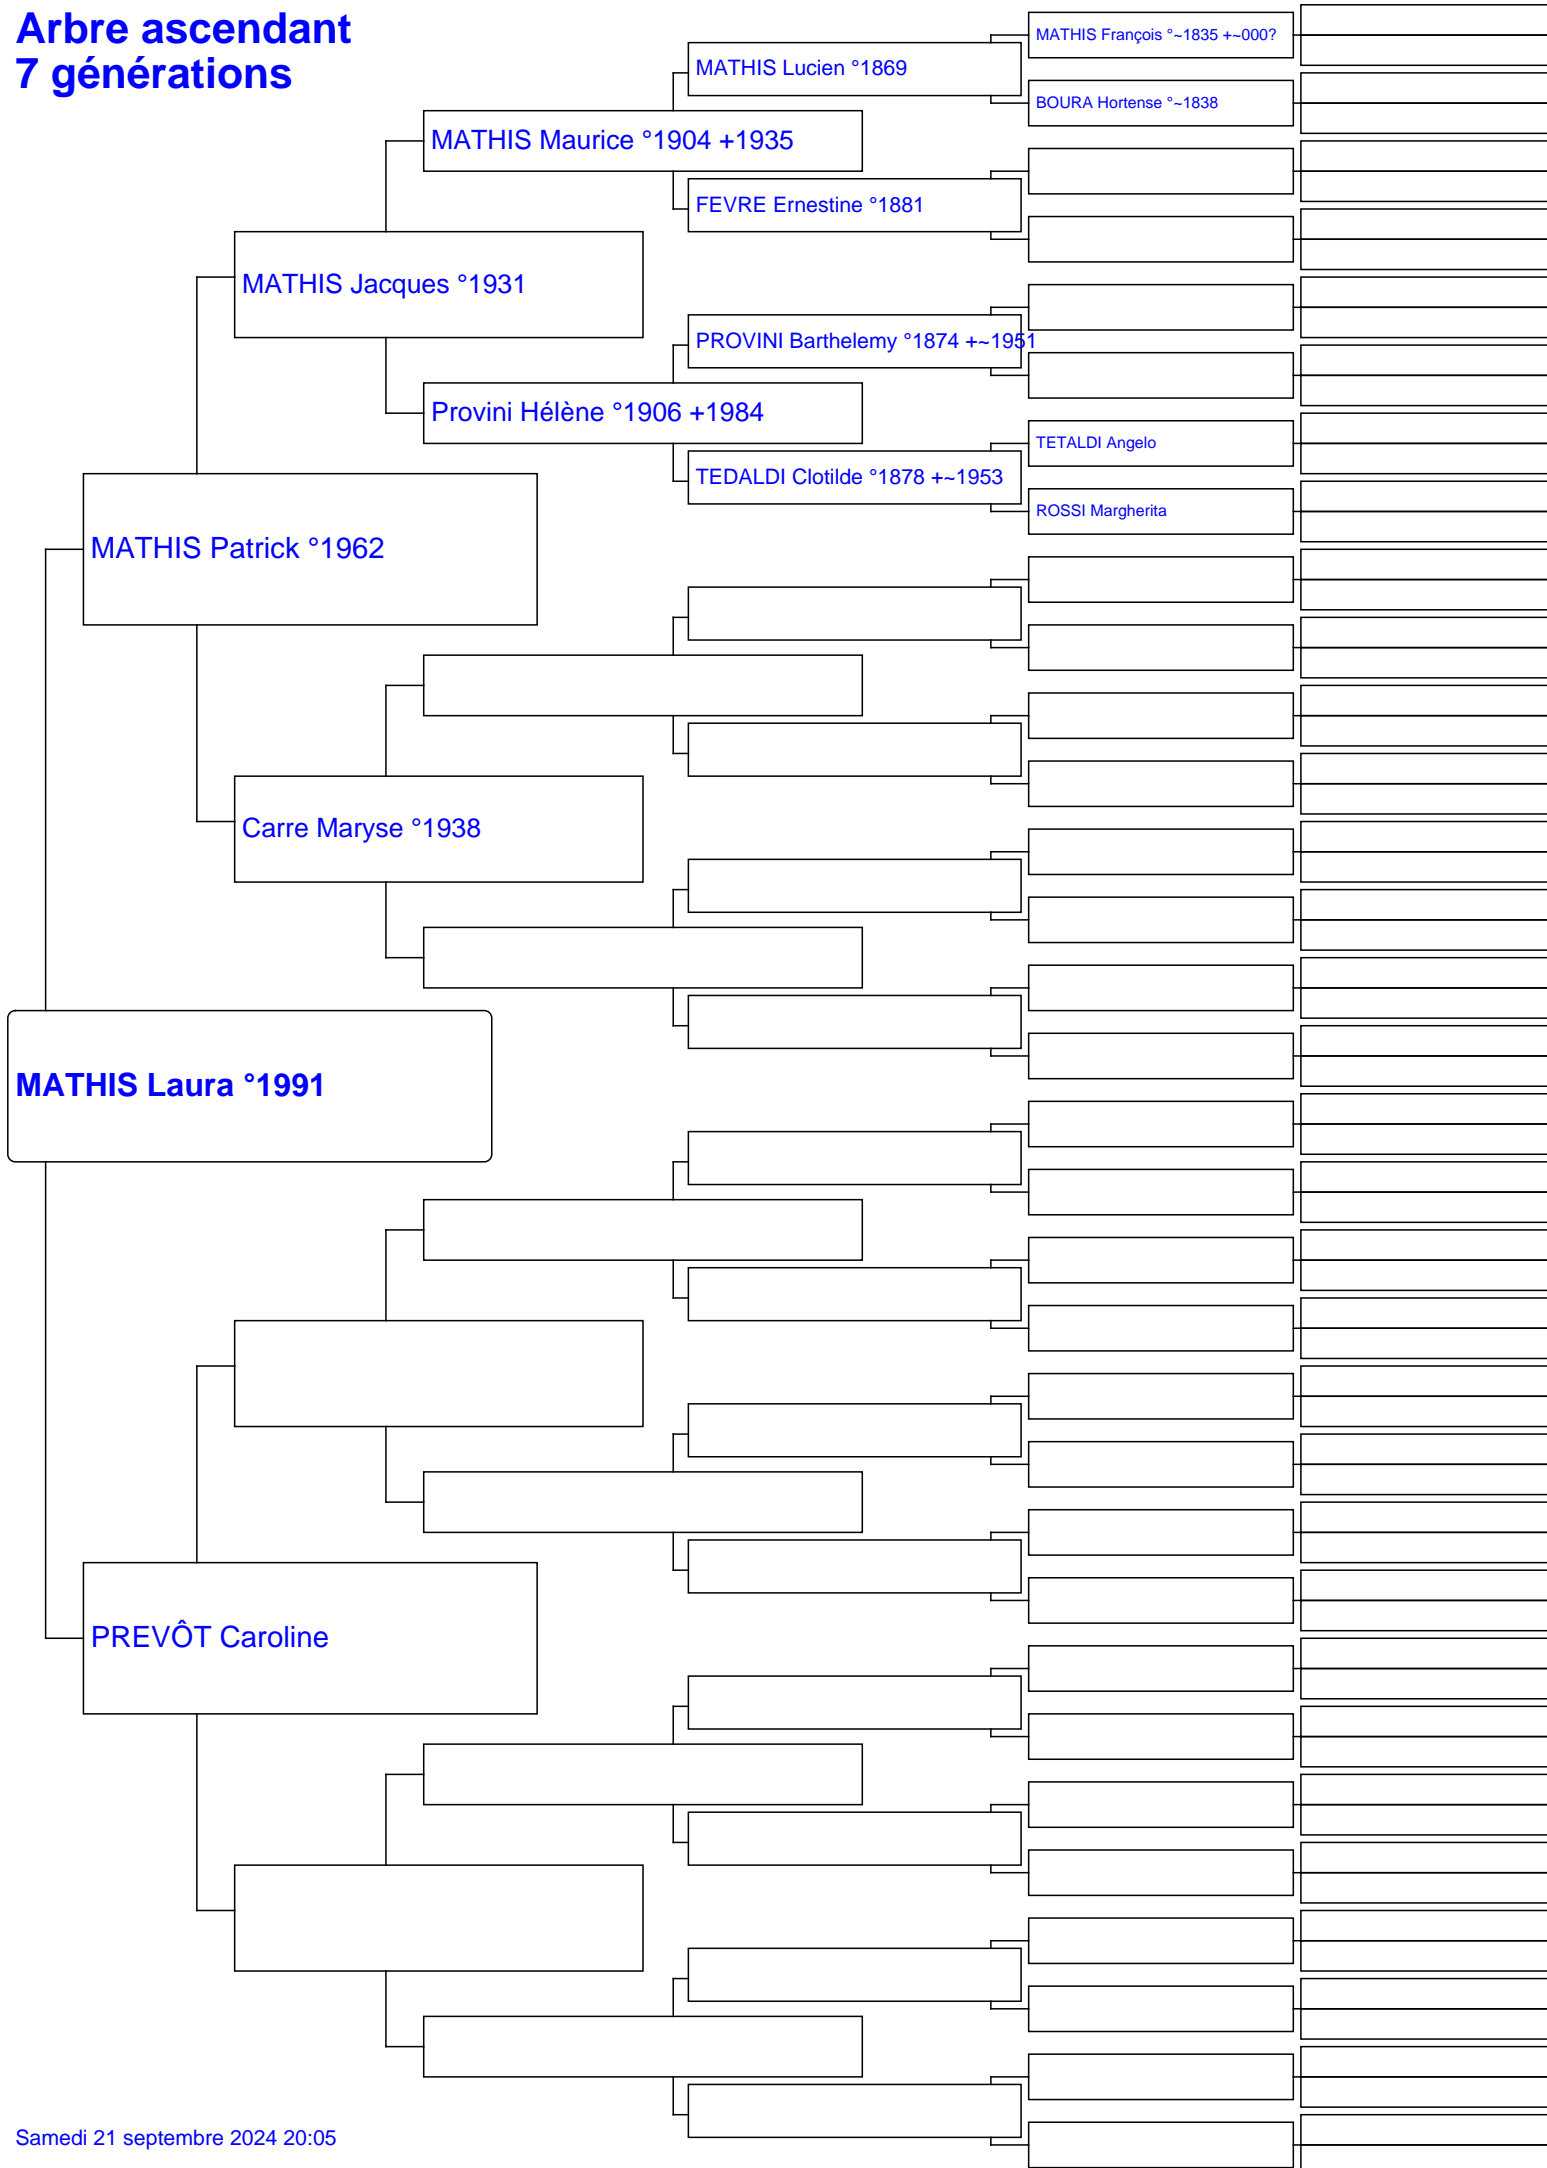 Arbre ascendant
7 générations
MATHIS François °~1835 +~000?
MATHIS Lucien °1869
BOURA Hortense °~1838
MATHIS Maurice °1904 +1935
FEVRE Ernestine °1881
MATHIS Jacques °1931
PROVINI Barthelemy °1874 +~1951
Provini Hélène °1906 +1984
TETALDI Angelo
TEDALDI Clotilde °1878 +~1953
ROSSI Margherita
MATHIS Patrick °1962
Carre Maryse °1938
MATHIS Laura °1991
PREVÔT Caroline
Samedi 21 septembre 2024 20:05